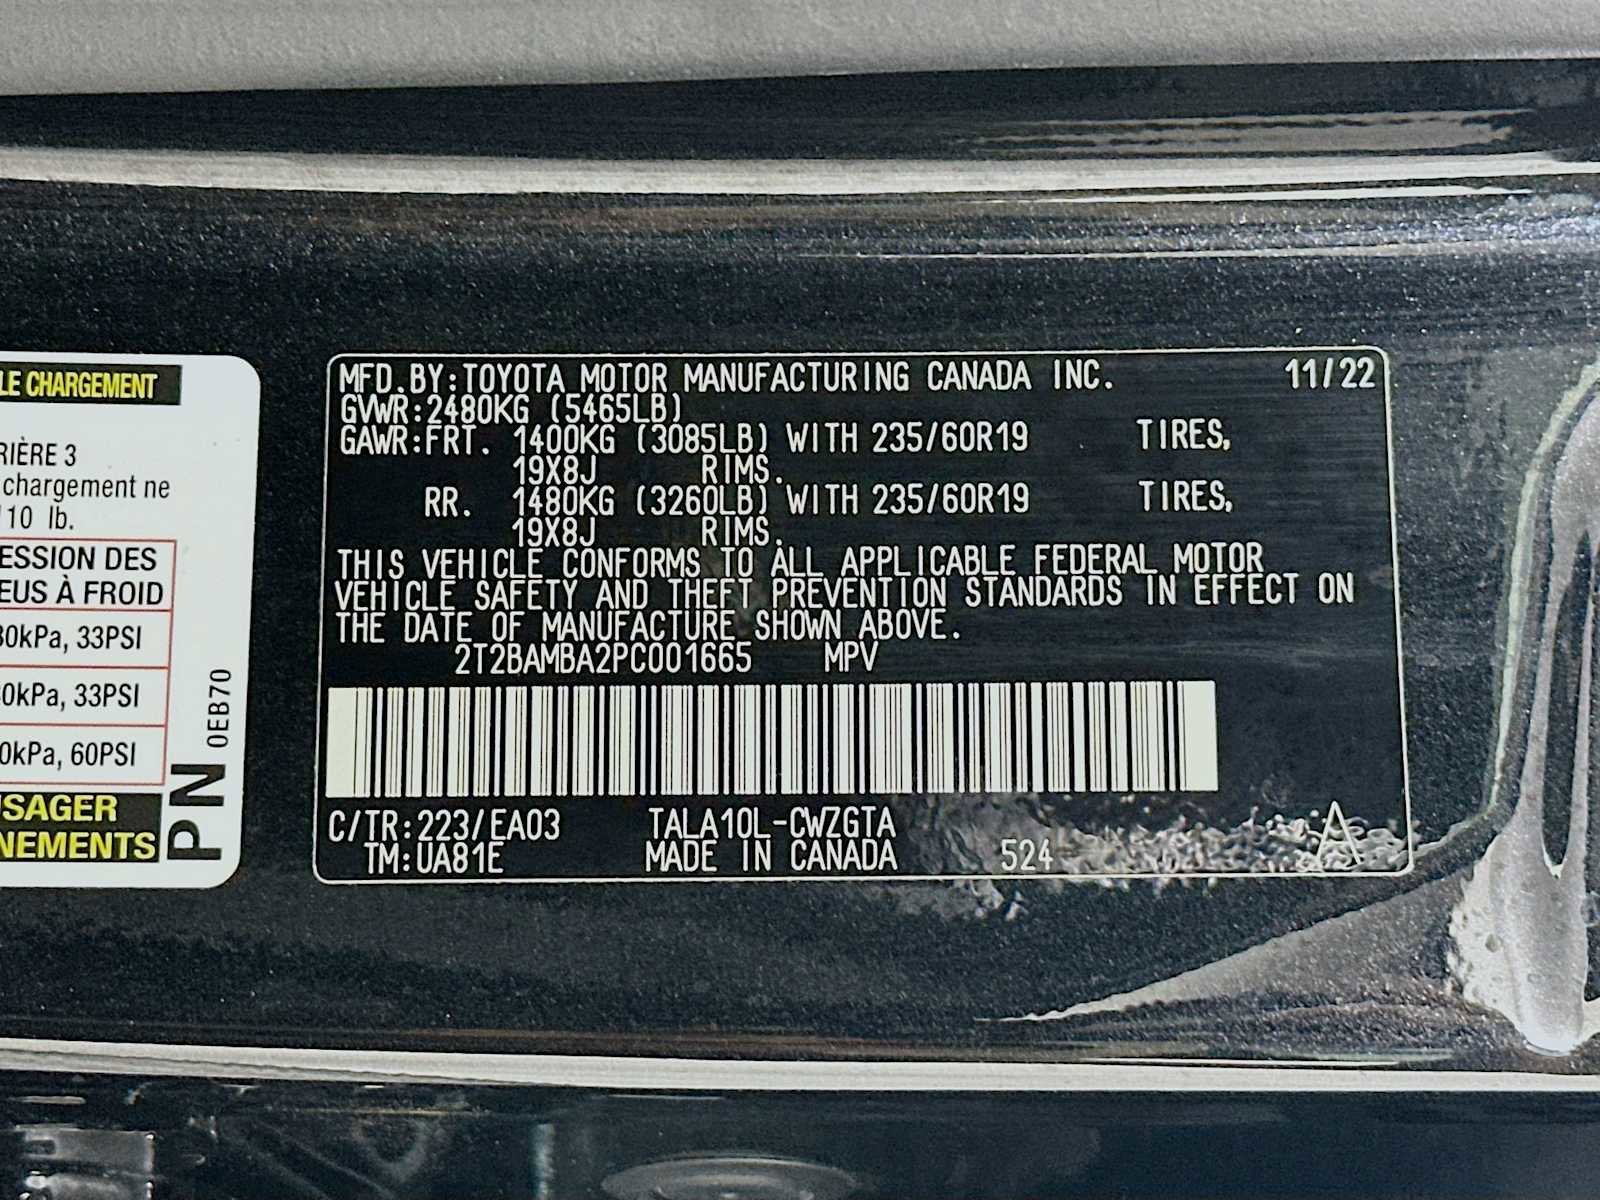 LE CHARGEMENT
RIÈRE 3
chargement ne
110 lb.
ESSION DES
EUS À FROID
30kPa, 33PSI
0kPa, 33PSI
0kPa, 60PSI
USAGER
NEMENTS
PN 0EB70
MFD.BY:TOYOTA MOTOR MANUFACTURING CANADA INC. 11/22
GVWR:2480KG (5465LB)
GAWR:FRT. 1400KG (3085LB) WITH 235/60R19 TIRES,
19X8J RIMS.
RR. 1480KG (3260LB) WITH 235/60R19 TIRES,
19X8J RIMS.
THIS VEHICLE CONFORMS TO ALL APPLICABLE FEDERAL MOTOR
VEHICLE SAFETY AND THEFT PREVENTION STANDARDS IN EFFECT ON
THE DATE OF MANUFACTURE SHOWN ABOVE.
2T2BAMBA2PC001665 MPV
C/TR:223/EA03 TALA10L-CWZGTA
TM:UA81E MADE IN CANADA 524